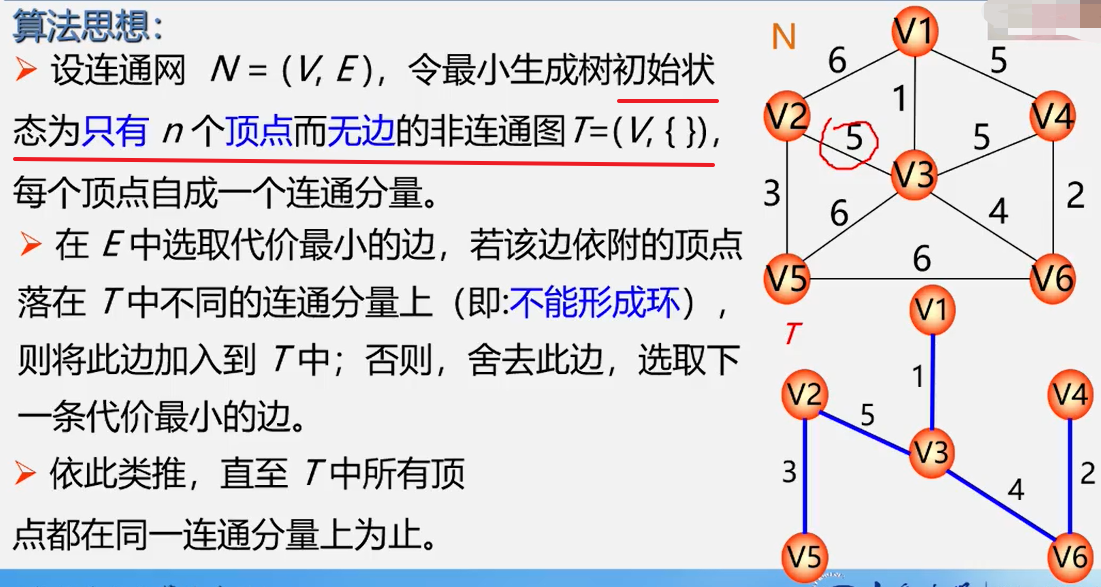 算法思想:
设连通网 N = (V, E)，令最小生成树初始状
态为只有 n 个顶点而无边的非连通图 T=(V, { }),
每个顶点自成一个连通分量。
在 E 中选取代价最小的边，若该边依附的顶点
落在 T 中不同的连通分量上（即:不能形成环），
则将此边加入到 T 中；否则，舍去此边，选取下
一条代价最小的边。
依此类推，直至 T 中所有顶
点都在同一连通分量上为止。
N
V1
6
5
1
V2
V4
5
5
V3
3
2
6
4
V5
6
V6
T
V1
1
V2
V4
5
V3
3
4
2
V5
V6